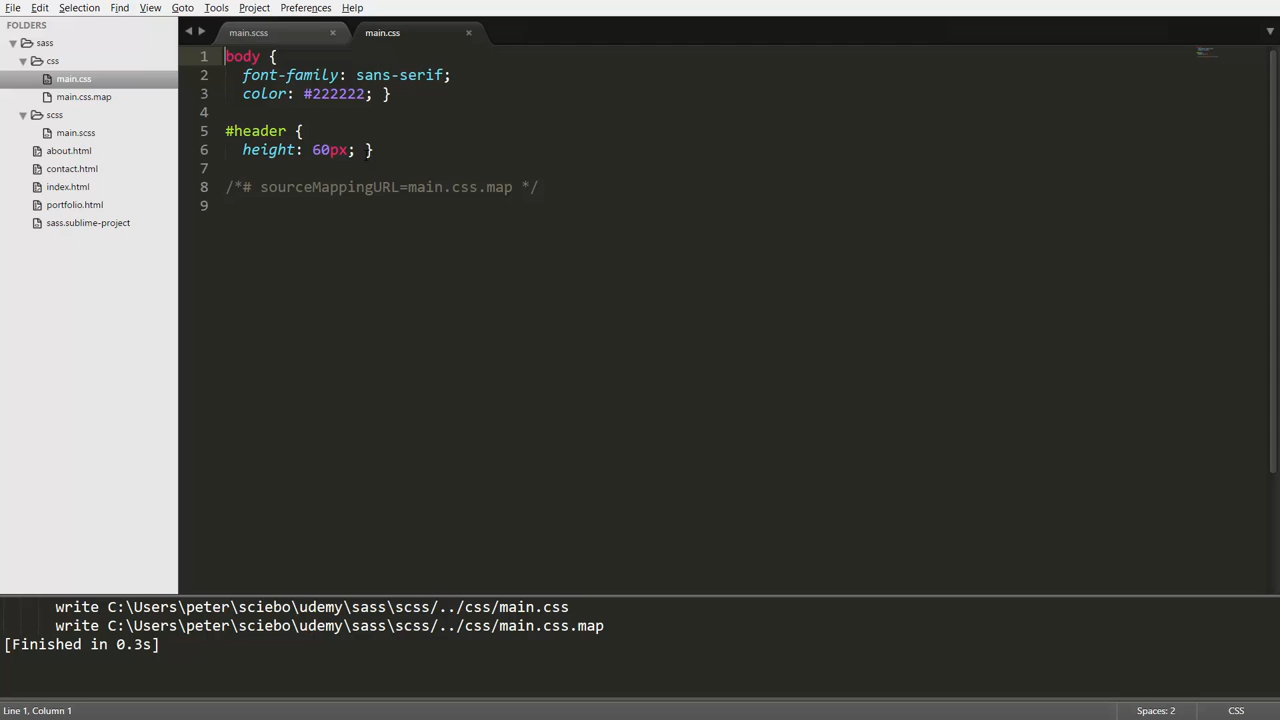 File Edit Selection Find View Goto Tools Project Preferences Help
FOLDERS
sass
css
main.css
main.css.map
scss
main.scss
about.html
contact.html
index.html
portfolio.html
sass.sublime-project
main.scss × main.css ×
1 body {
2 font-family: sans-serif;
3 color: #222222; }
4
5 #header {
6 height: 60px; }
7
8 /*# sourceMappingURL=main.css.map */
9
write C:\Users\peter\sciebo\udemy\sass\scss/../css/main.css
write C:\Users\peter\sciebo\udemy\sass\scss/../css/main.css.map
[Finished in 0.3s]
Line 1, Column 1 Spaces: 2 CSS